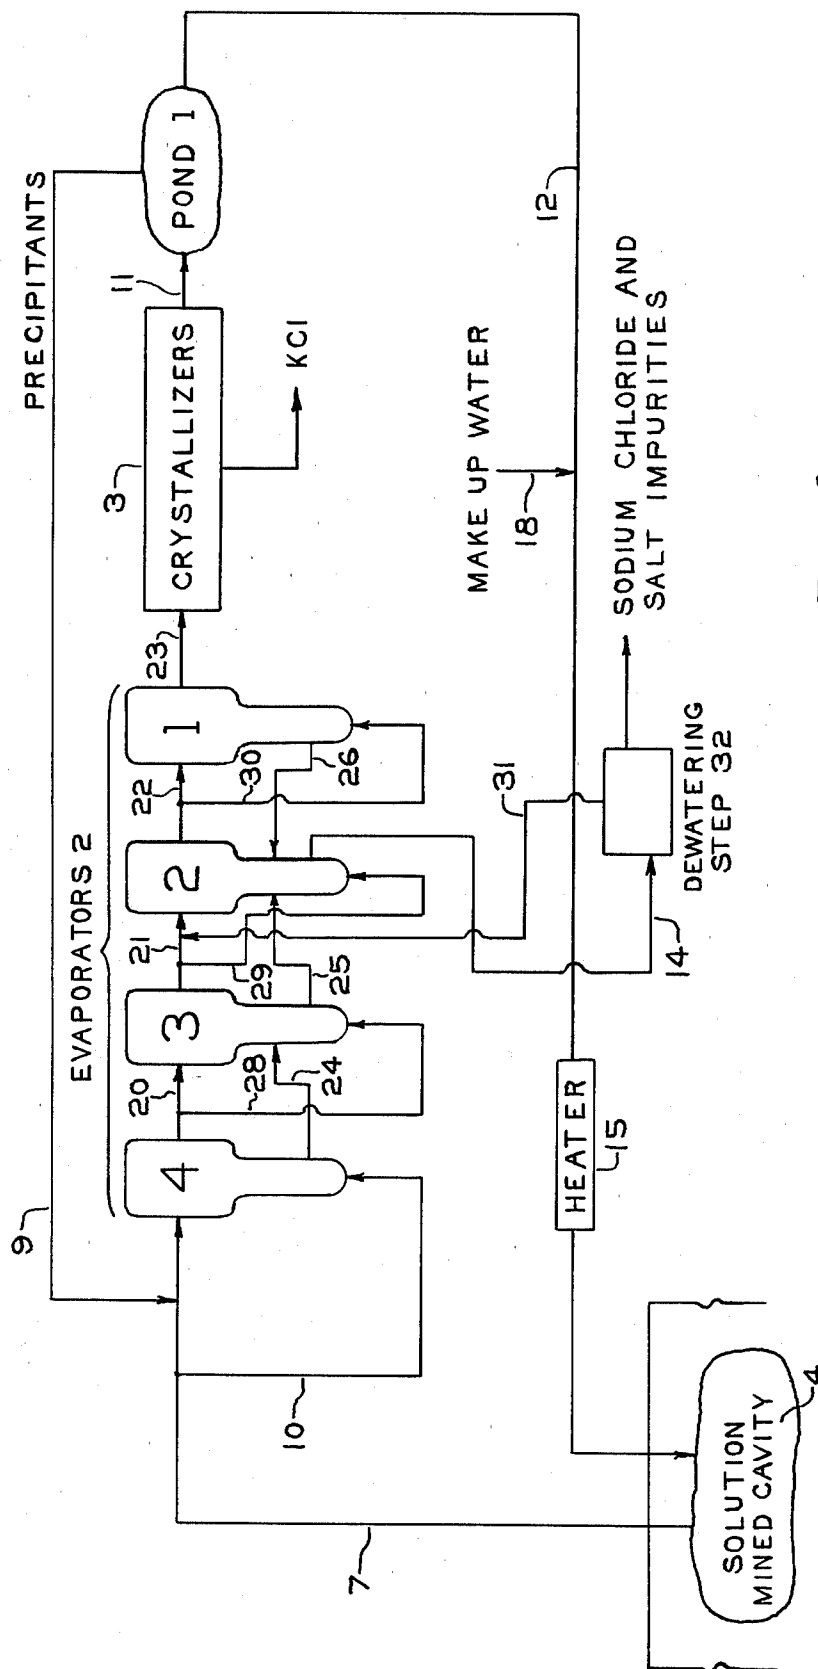 PRECIPITANTS
9
EVAPORATORS 2
4
20
3
21
2
22
1
23
3
CRYSTALLIZERS
11
POND 1
KCl
10
28
24
29
25
30
26
7
31
MAKE UP WATER
18
12
HEATER
15
14
DEWATERING
STEP 32
SODIUM CHLORIDE AND
SALT IMPURITIES
SOLUTION
MINED CAVITY
4